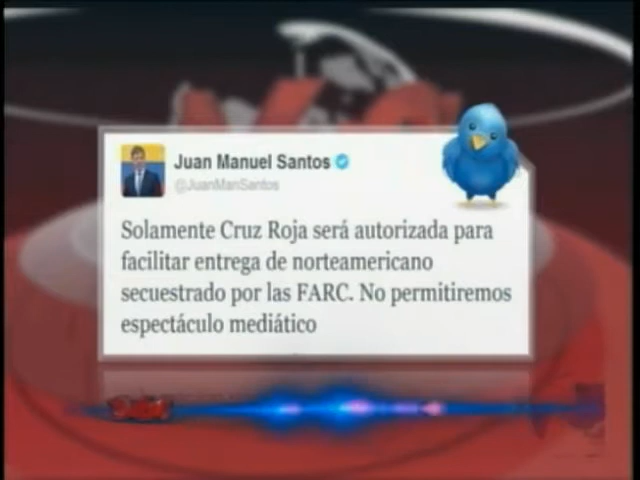 Juan Manuel Santos
@JuanManSantos
Solamente Cruz Roja será autorizada para
facilitar entrega de norteamericano
secuestrado por las FARC. No permitiremos
espectáculo mediático